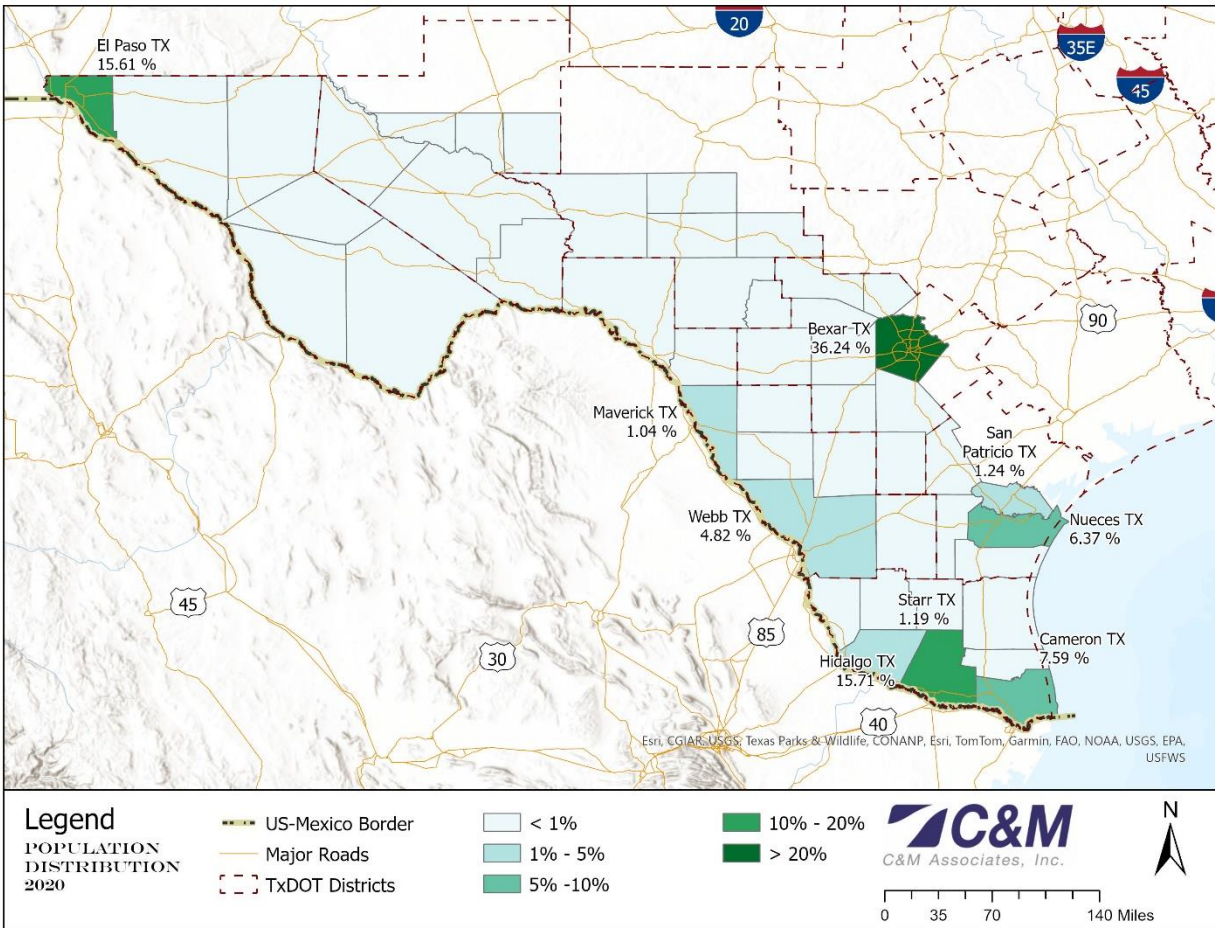 20
35E
45
El Paso TX
15.61 %
90
Bexar TX
36.24 %
Maverick TX
1.04 %
San
Patricio TX
1.24 %
Webb TX
4.82 %
Nueces TX
6.37 %
45
30
85
Starr TX
1.19 %
Cameron TX
7.59 %
Hidalgo TX
15.71 %
40
Esri, CGIAR, USGS, Texas Parks & Wildlife, CONANP, Esri, TomTom, Garmin, FAO, NOAA, USGS, EPA,
USFWS
Legend
POPULATION
DISTRIBUTION
2020
US-Mexico Border
Major Roads
TxDOT Districts
< 1%
1% - 5%
5% -10%
10% - 20%
> 20%
C&M
C&M Associates, Inc.
N
0 35 70 140 Miles